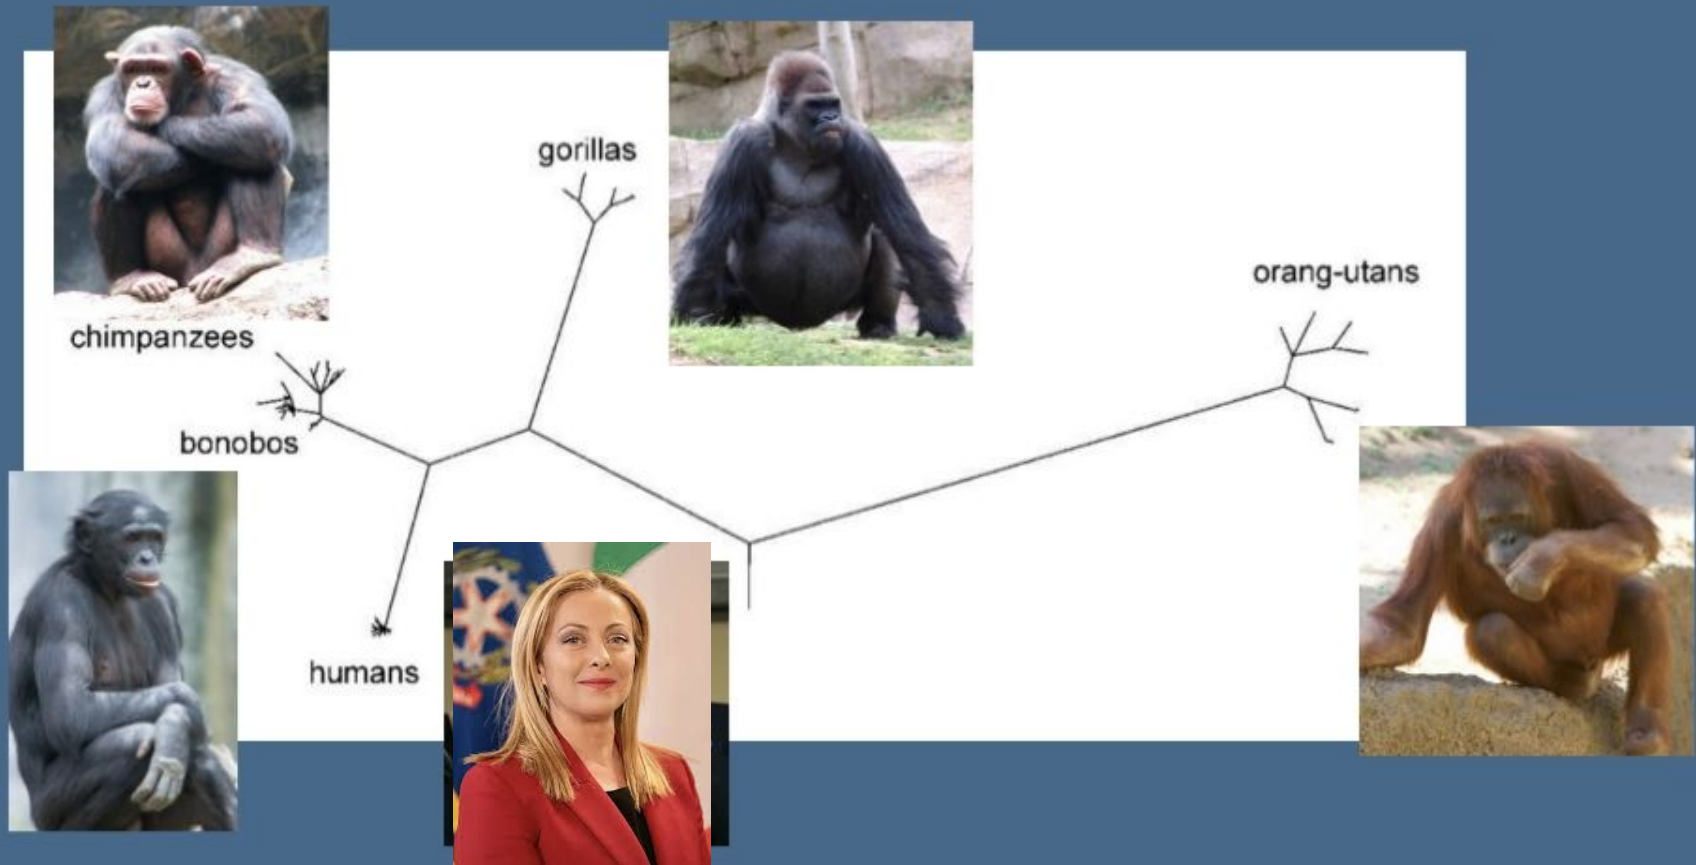 gorillas
orang-utans
chimpanzees
bonobos
humans